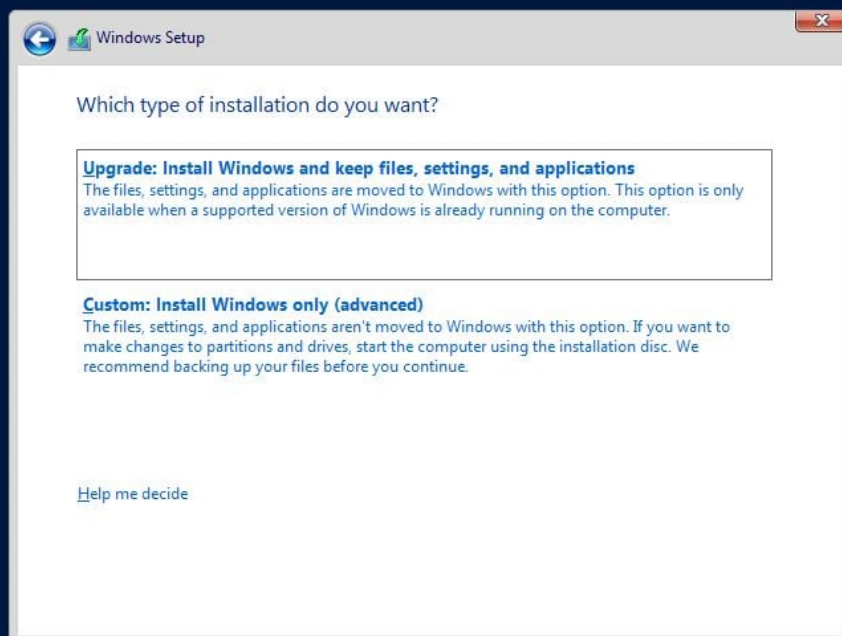 Windows Setup
Which type of installation do you want?
Upgrade: Install Windows and keep files, settings, and applications
The files, settings, and applications are moved to Windows with this option. This option is only
available when a supported version of Windows is already running on the computer.
Custom: Install Windows only (advanced)
The files, settings, and applications aren't moved to Windows with this option. If you want to
make changes to partitions and drives, start the computer using the installation disc. We
recommend backing up your files before you continue.
Help me decide